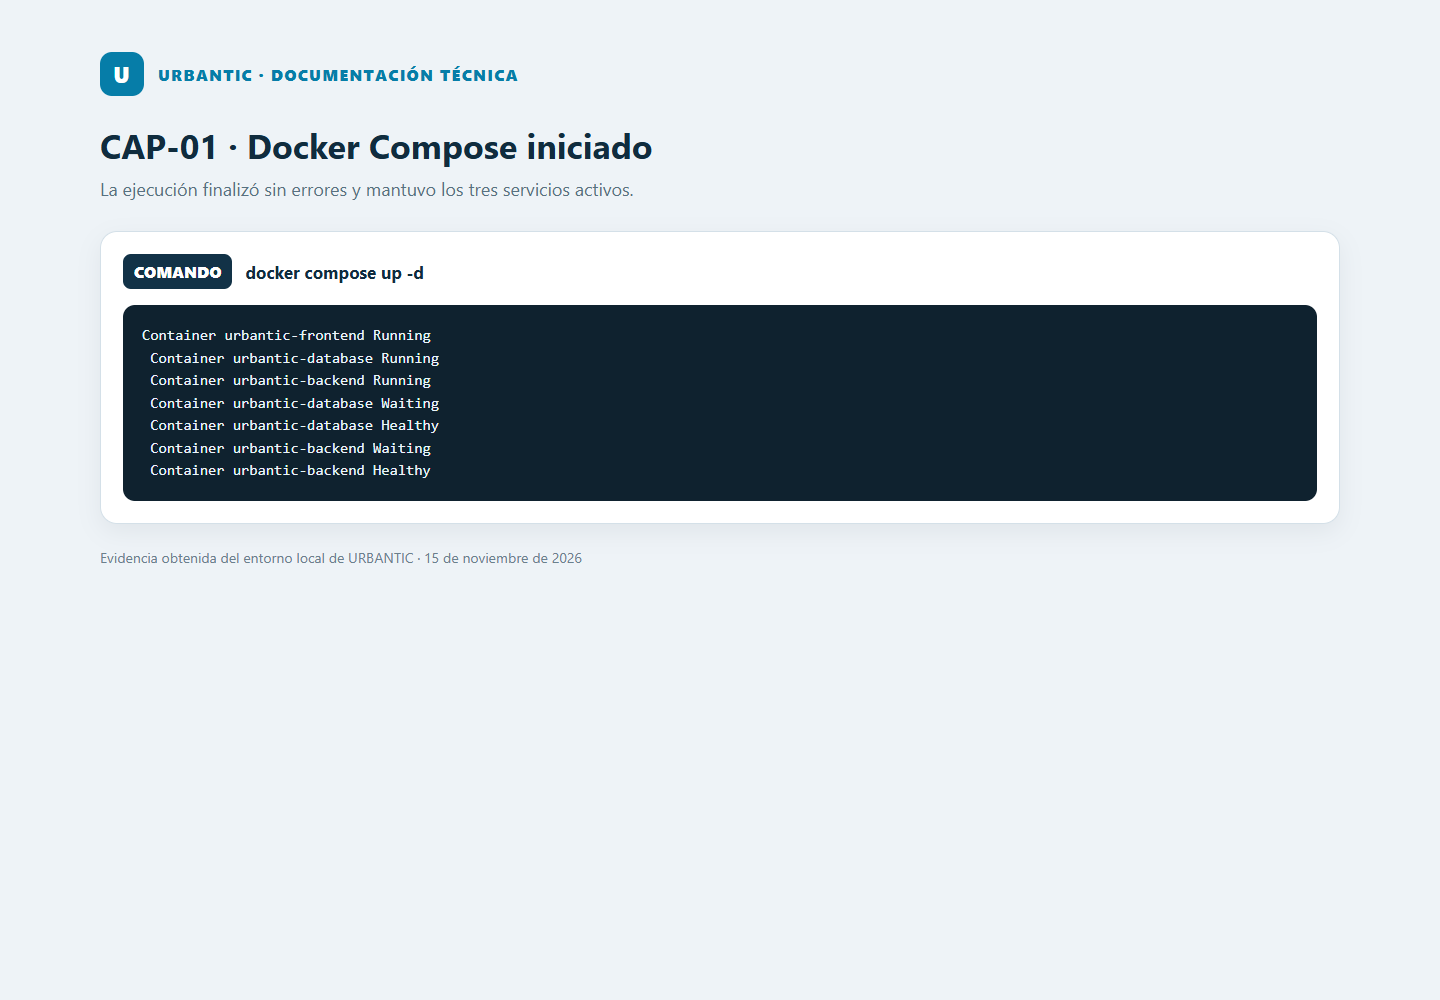 U
URBANTIC · DOCUMENTACIÓN TÉCNICA
CAP-01 · Docker Compose iniciado
La ejecución finalizó sin errores y mantuvo los tres servicios activos.
COMANDO docker compose up -d
Container urbantic-frontend Running
Container urbantic-database Running
Container urbantic-backend Running
Container urbantic-database Waiting
Container urbantic-database Healthy
Container urbantic-backend Waiting
Container urbantic-backend Healthy
Evidencia obtenida del entorno local de URBANTIC · 15 de noviembre de 2026